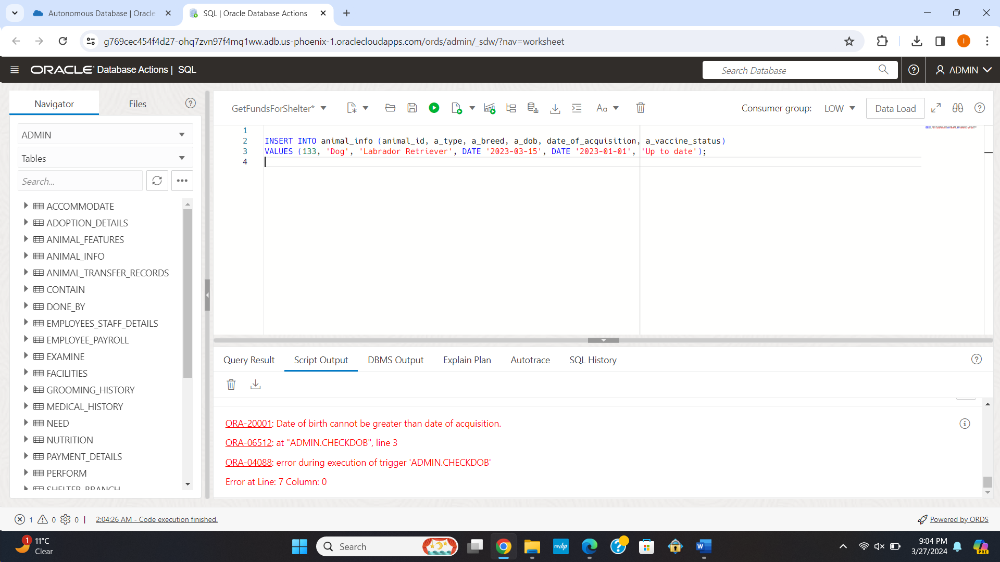 Autonomous Database | Oracle
SQL | Oracle Database Actions
g769cec454f4d27-ohq7zvn97f4mq1ww.adb.us-phoenix-1.oraclecloudapps.com/ords/admin/_sdw/?nav=worksheet
I
ORACLE Database Actions | SQL
Search Database
ADMIN
Navigator
Files
GetFundsForShelter*
Aa
Consumer group:
LOW
Data Load
ADMIN
Tables
Search...
ACCOMMODATE
ADOPTION_DETAILS
ANIMAL_FEATURES
ANIMAL_INFO
ANIMAL_TRANSFER_RECORDS
CONTAIN
DONE_BY
EMPLOYEES_STAFF_DETAILS
EMPLOYEE_PAYROLL
EXAMINE
FACILITIES
GROOMING_HISTORY
MEDICAL_HISTORY
NEED
NUTRITION
PAYMENT_DETAILS
PERFORM
SHELTER_BRANCH
1
2 INSERT INTO animal_info (animal_id, a_type, a_breed, a_dob, date_of_acquisition, a_vaccine_status)
3 VALUES (133, 'Dog', 'Labrador Retriever', DATE '2023-03-15', DATE '2023-01-01', 'Up to date');
4
Query Result
Script Output
DBMS Output
Explain Plan
Autotrace
SQL History
ORA-20001: Date of birth cannot be greater than date of acquisition.
ORA-06512: at "ADMIN.CHECKDOB", line 3
ORA-04088: error during execution of trigger 'ADMIN.CHECKDOB'
Error at Line: 7 Column: 0
1 0 0 | 2:04:26 AM - Code execution finished.
Powered by ORDS
1
11°C
Clear
Search
myhp
W
9:04 PM
3/27/2024
PRE